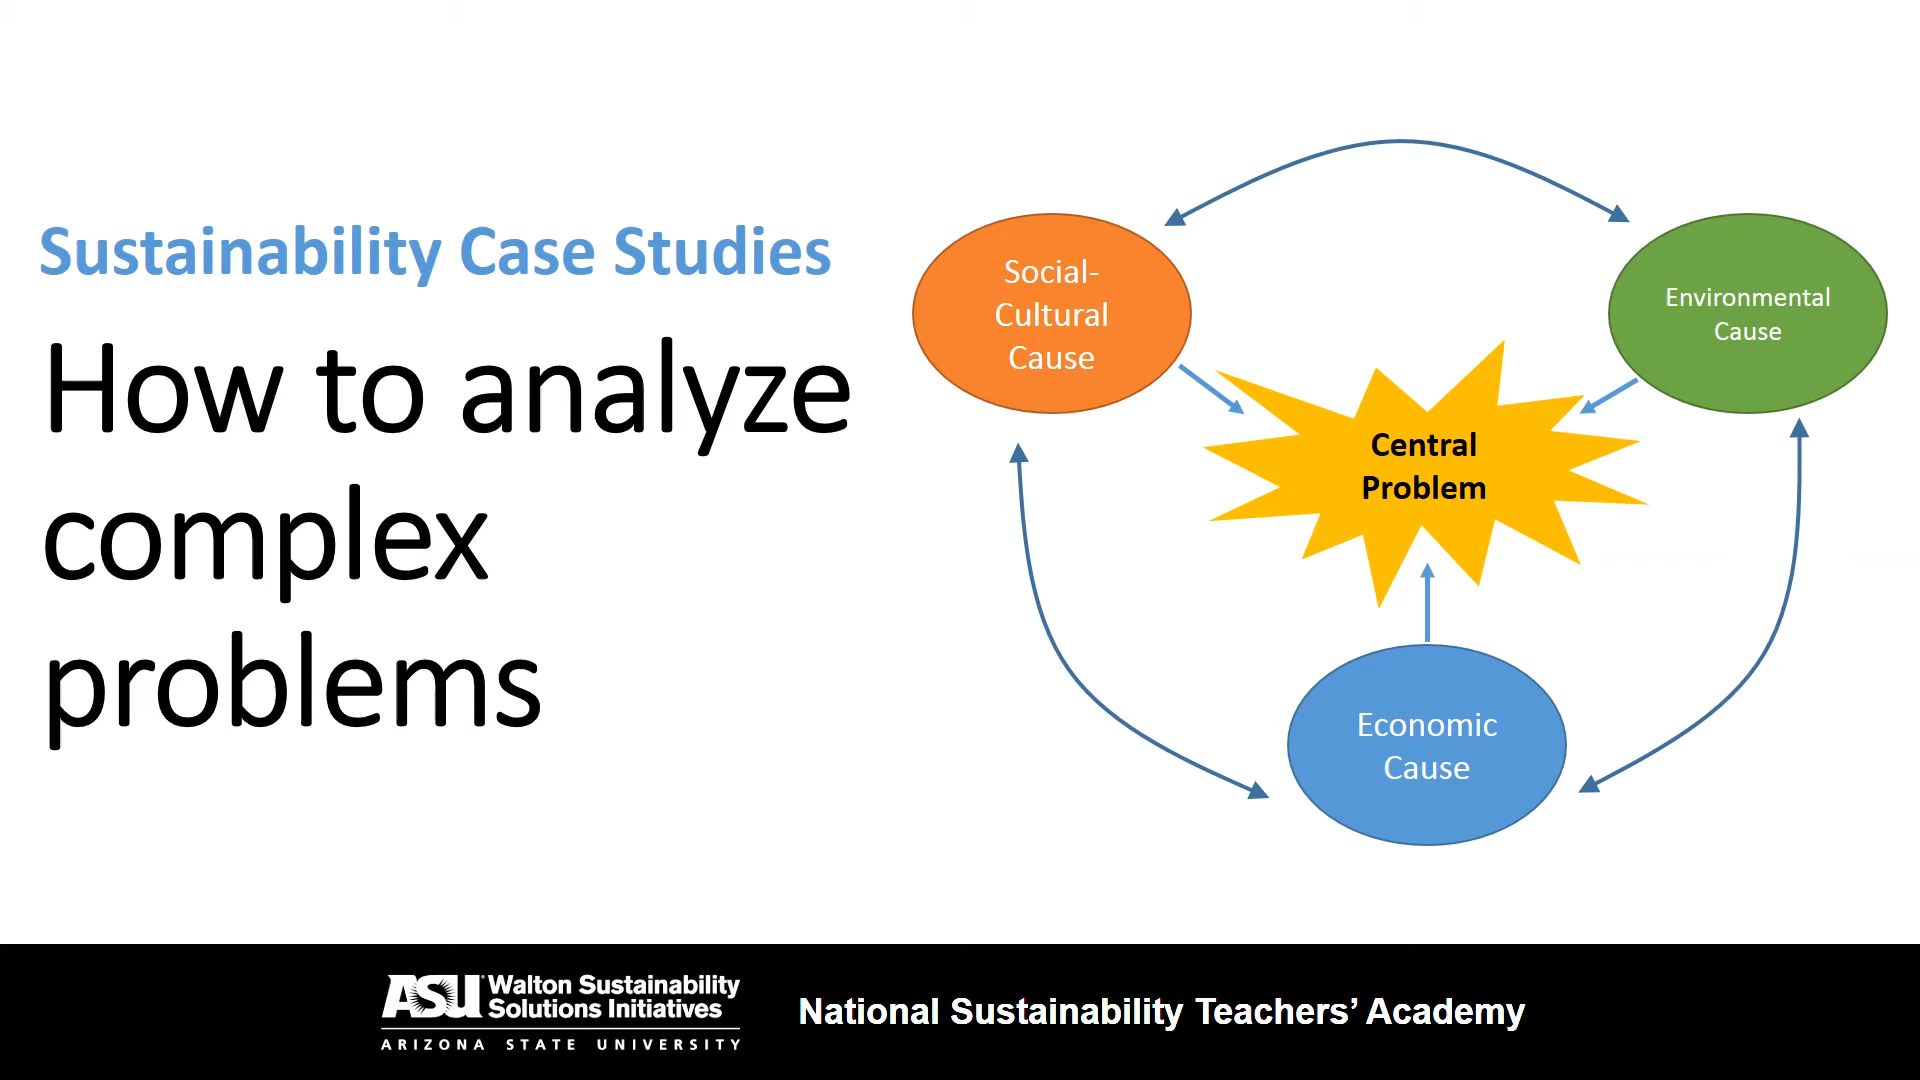 Sustainability Case Studies
How to analyze
complex
problems
Social-
Cultural
Cause
Environmental
Cause
Central
Problem
Economic
Cause
ASU Walton Sustainability
Solutions Initiatives
ARIZONA STATE UNIVERSITY
National Sustainability Teachers’ Academy